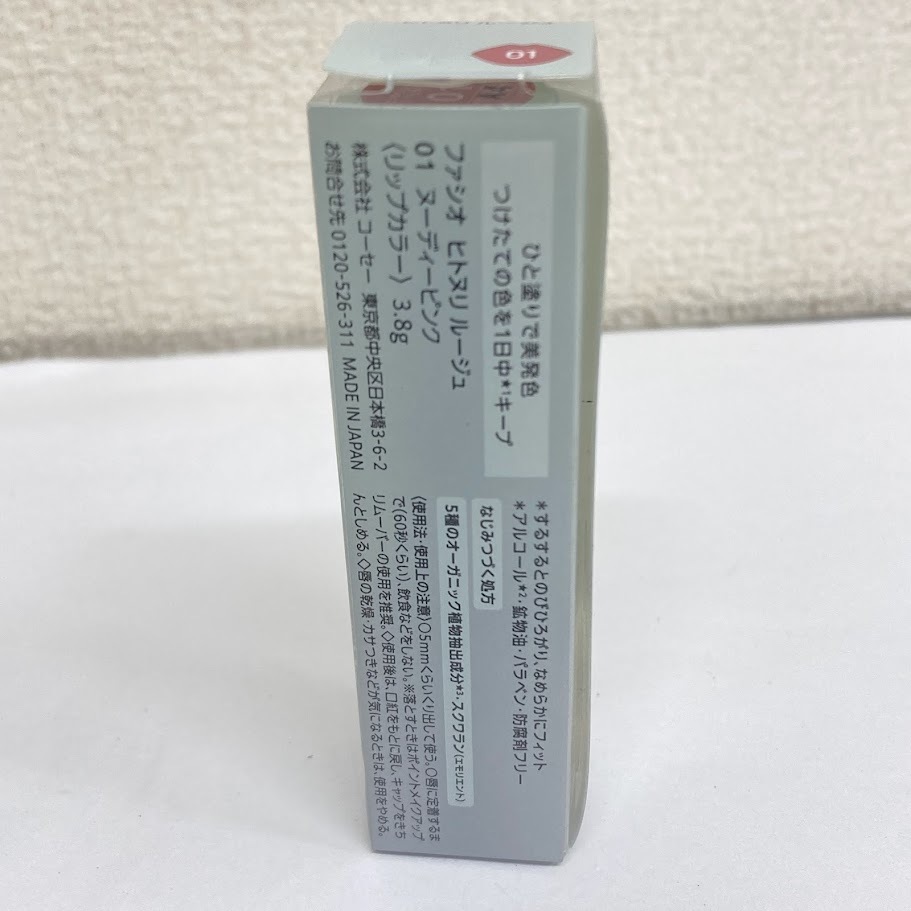 01
ひと塗りで美発色
つけたての色を1日中*1キープ
ファシオ ヒトヌリ ルージュ
01 ヌーディーピンク
〈リップカラー〉 3.8g
株式会社 コーセー 東京都中央区日本橋3-6-2
お問合せ先 0120-526-311 MADE IN JAPAN
*するするとのびひろがり、なめらかにフィット
*アルコール*2・鉱物油・パラベン・防腐剤フリー
なじみつづく処方
5種のオーガニック植物抽出成分*3・スクワラン(エモリエント)
〈使用法・使用上の注意〉○5mmくらいくり出して使う。○唇に定着するま
で(60秒くらい)、飲食などをしない。※落とすときはポイントメイクアップ
リムーバーの使用を推奨。◇使用後は、口紅をもとに戻し、キャップをきち
んとしめる。◇唇の乾燥・カサつきなどが気になるときは、使用をやめる。